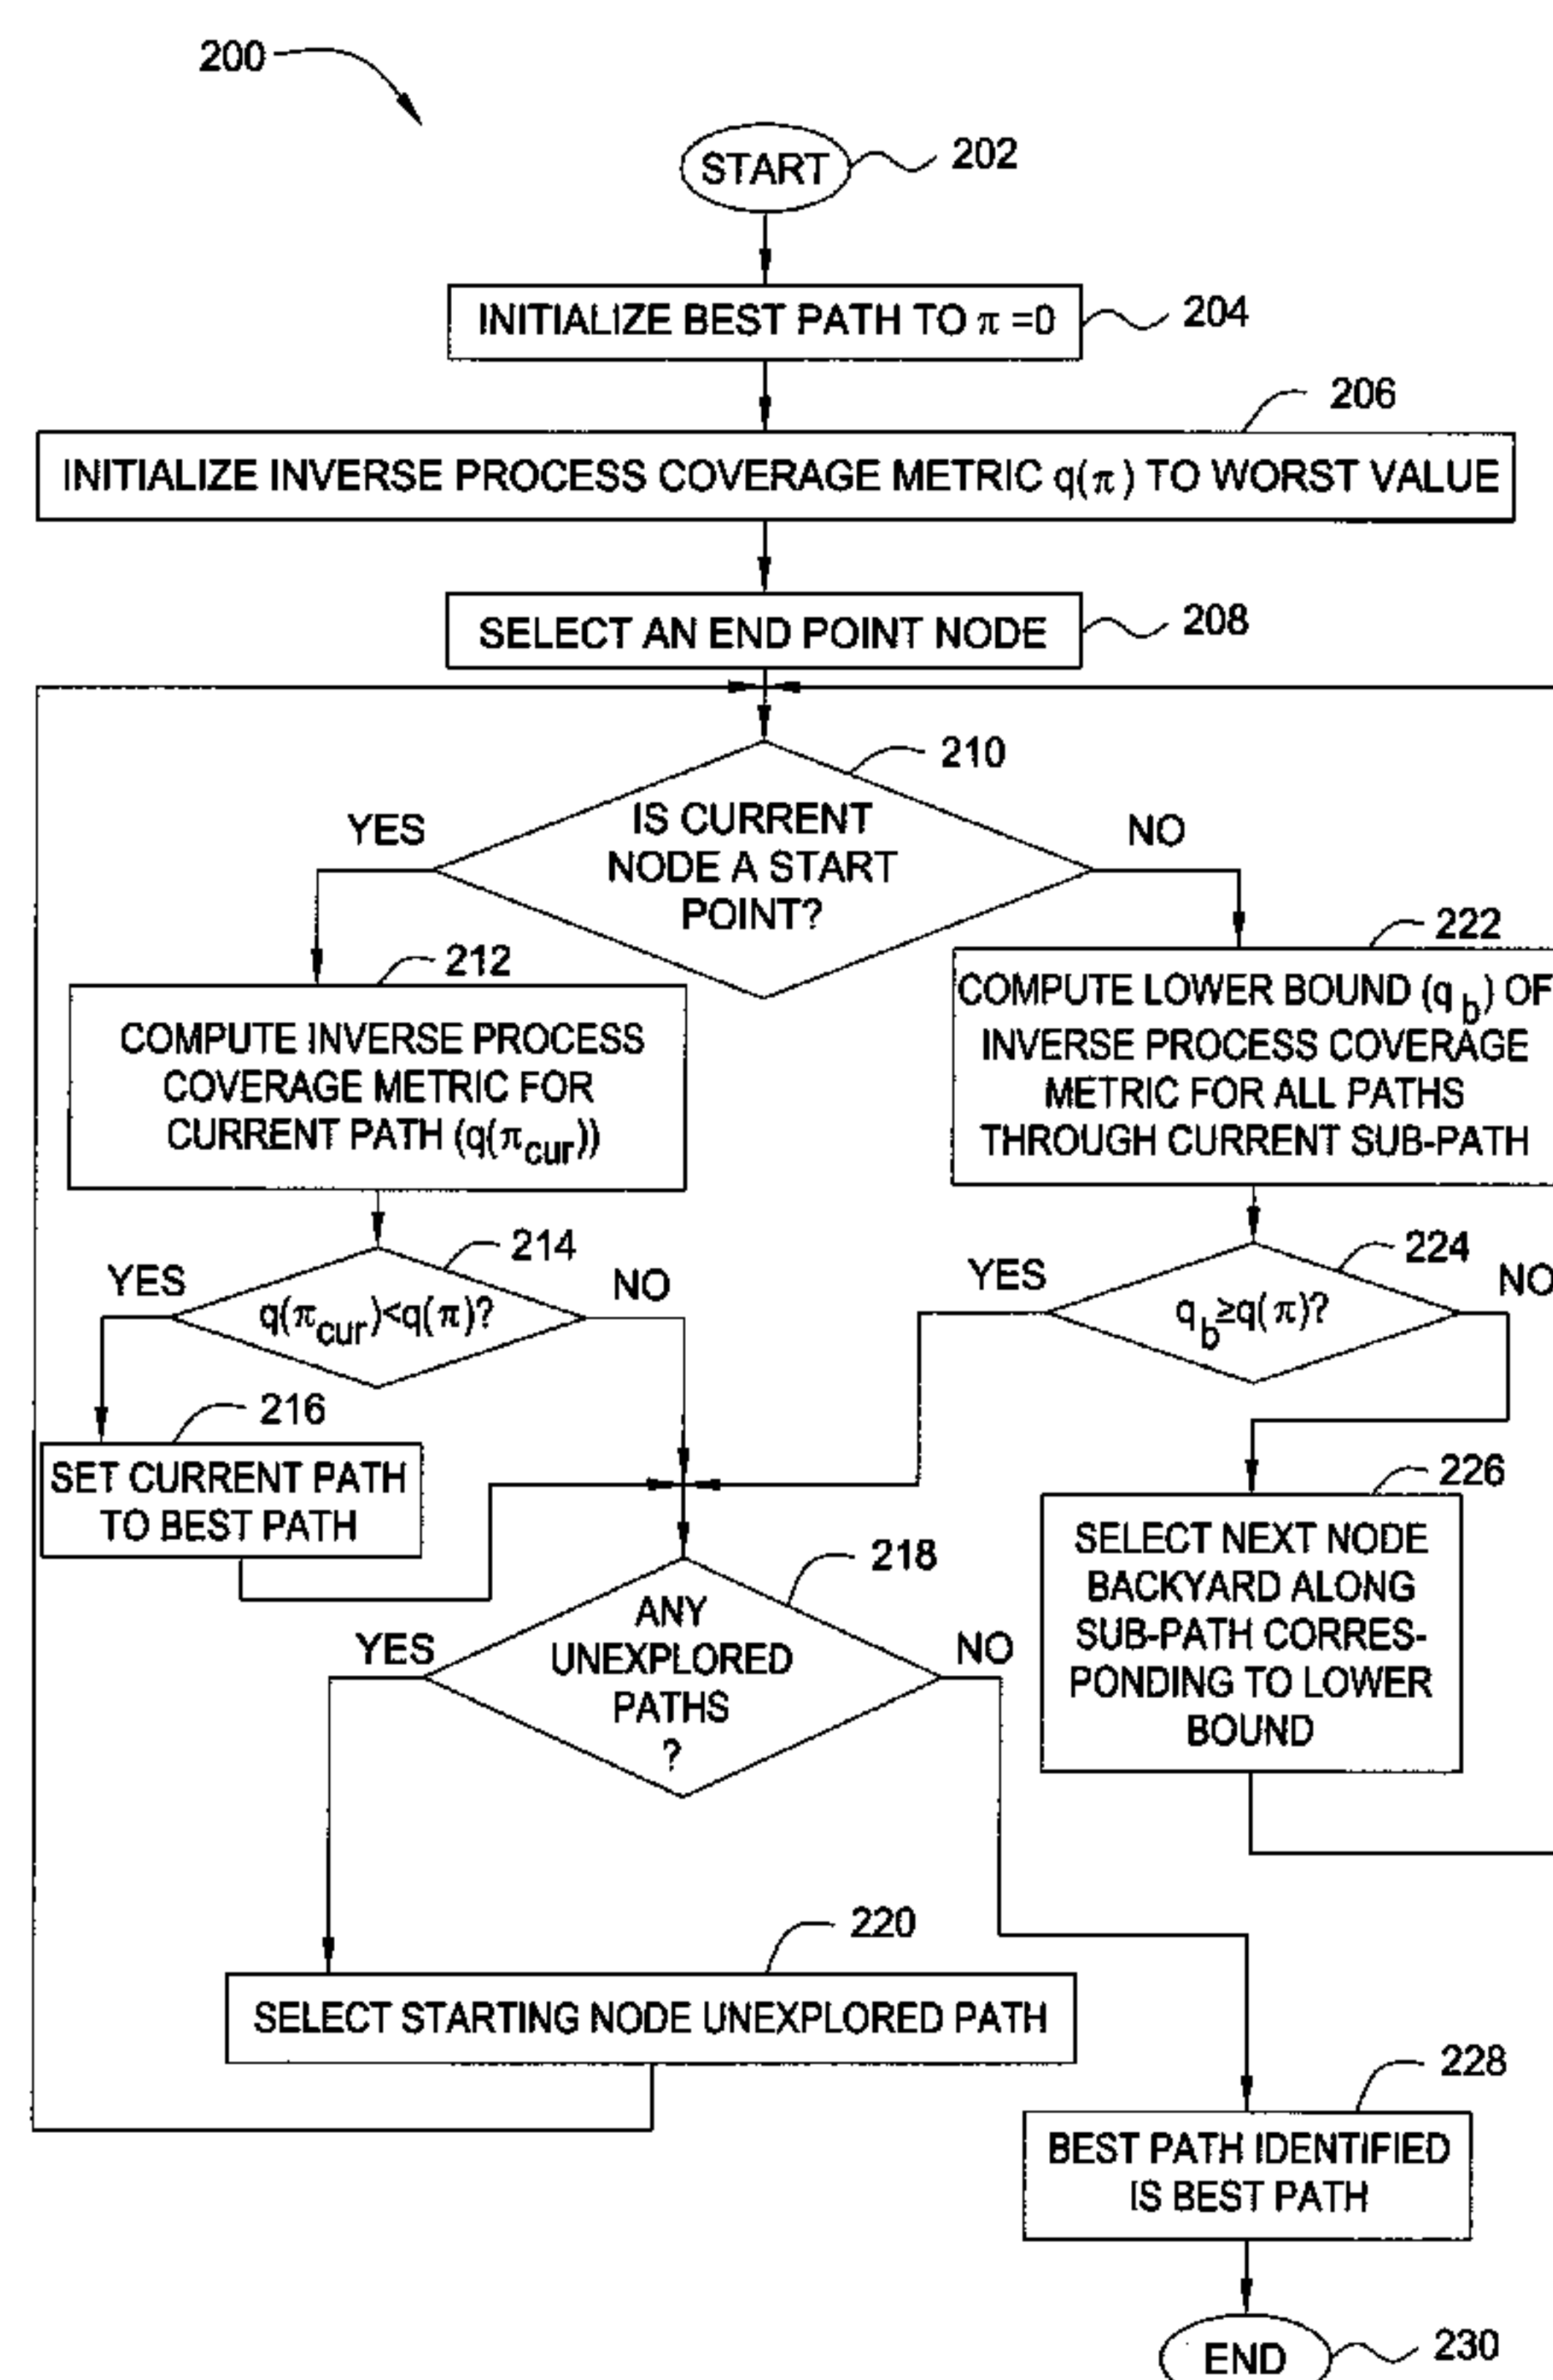 200
START
202
INITIALIZE BEST PATH TO π =0
204
206
INITIALIZE INVERSE PROCESS COVERAGE METRIC q(π) TO WORST VALUE
SELECT AN END POINT NODE
208
210
IS CURRENT
NODE A START
POINT?
YES
NO
212
COMPUTE INVERSE PROCESS
COVERAGE METRIC FOR
CURRENT PATH (q(πcur))
222
COMPUTE LOWER BOUND (qb) OF
INVERSE PROCESS COVERAGE
METRIC FOR ALL PATHS
THROUGH CURRENT SUB-PATH
214
YES
NO
q(πcur)<q(π)?
224
YES
NO
qb≥q(π)?
216
SET CURRENT PATH
TO BEST PATH
226
SELECT NEXT NODE
BACKYARD ALONG
SUB-PATH CORRES-
PONDING TO LOWER
BOUND
218
ANY
UNEXPLORED
PATHS
?
YES
NO
220
SELECT STARTING NODE UNEXPLORED PATH
228
BEST PATH IDENTIFIED
IS BEST PATH
END
230